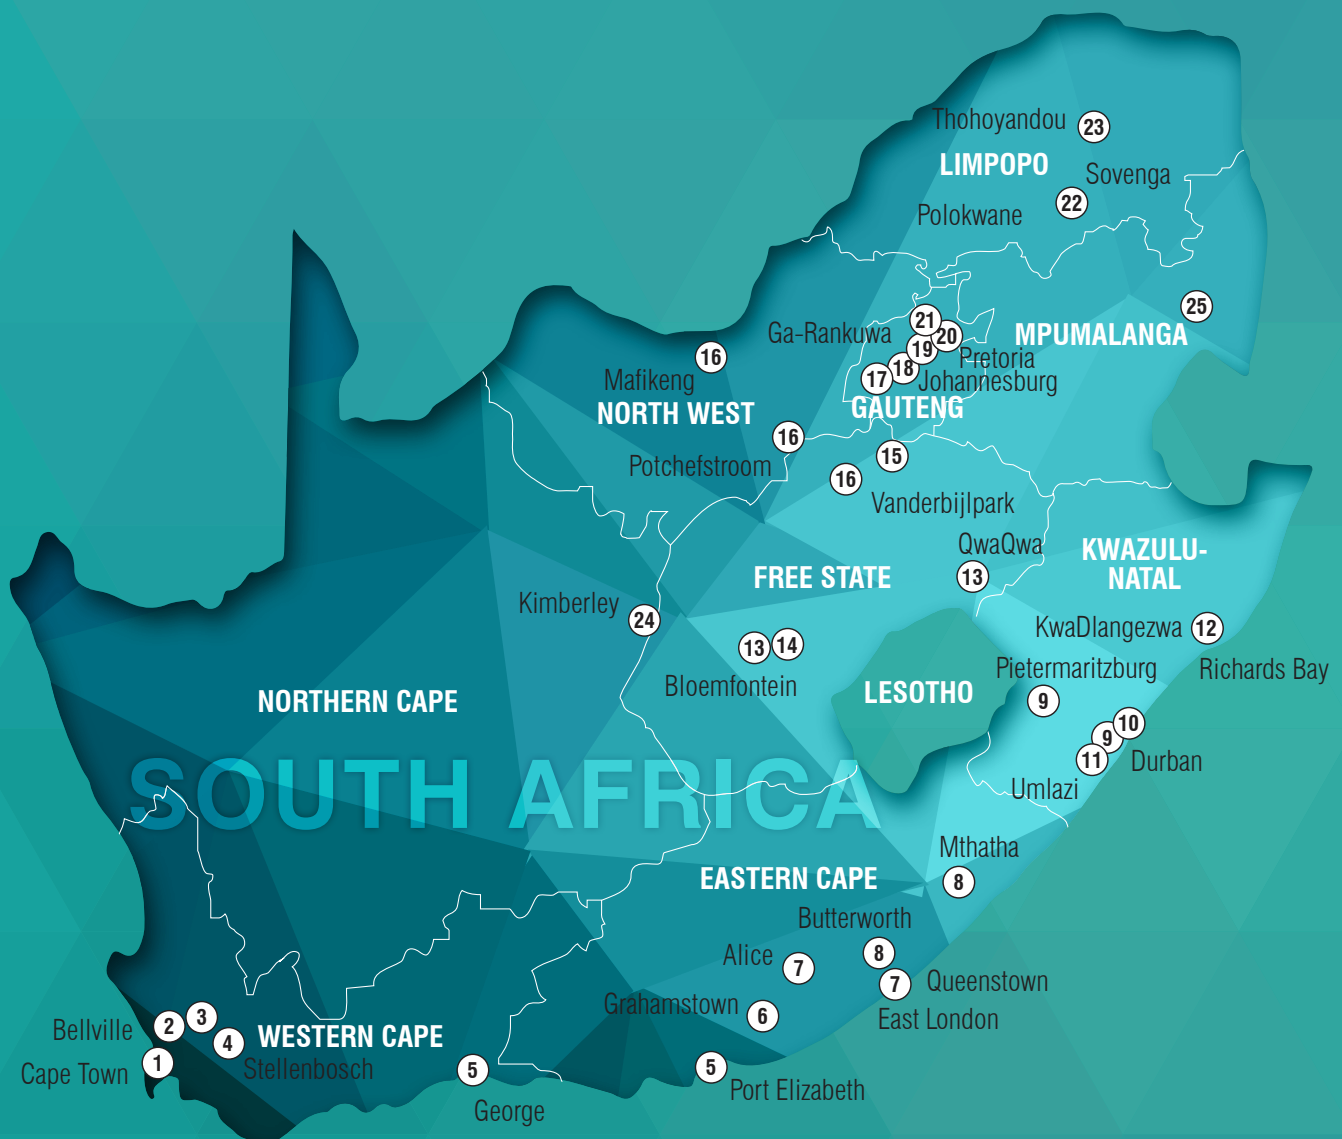 Thohoyandou
23
LIMPOPO
Sovenga
22
Polokwane
25
21
Ga-Rankuwa
20
MPUMALANGA
19
Pretoria
16
18
17
Johannesburg
Mafikeng
NORTH WEST
GAUTENG
16
15
Potchefstroom
16
Vanderbijlpark
QwaQwa
KWAZULU-
NATAL
13
FREE STATE
Kimberley
24
KwaDlangezwa
12
13
14
Pietermaritzburg
Richards Bay
Bloemfontein
LESOTHO
9
NORTHERN CAPE
10
9
11
Durban
SOUTH AFRICA
Umlazi
Mthatha
EASTERN CAPE
8
Butterworth
8
Alice
7
7
Queenstown
Grahamstown
6
East London
3
2
Bellville
WESTERN CAPE
4
1
Cape Town
Stellenbosch
5
5
Port Elizabeth
George